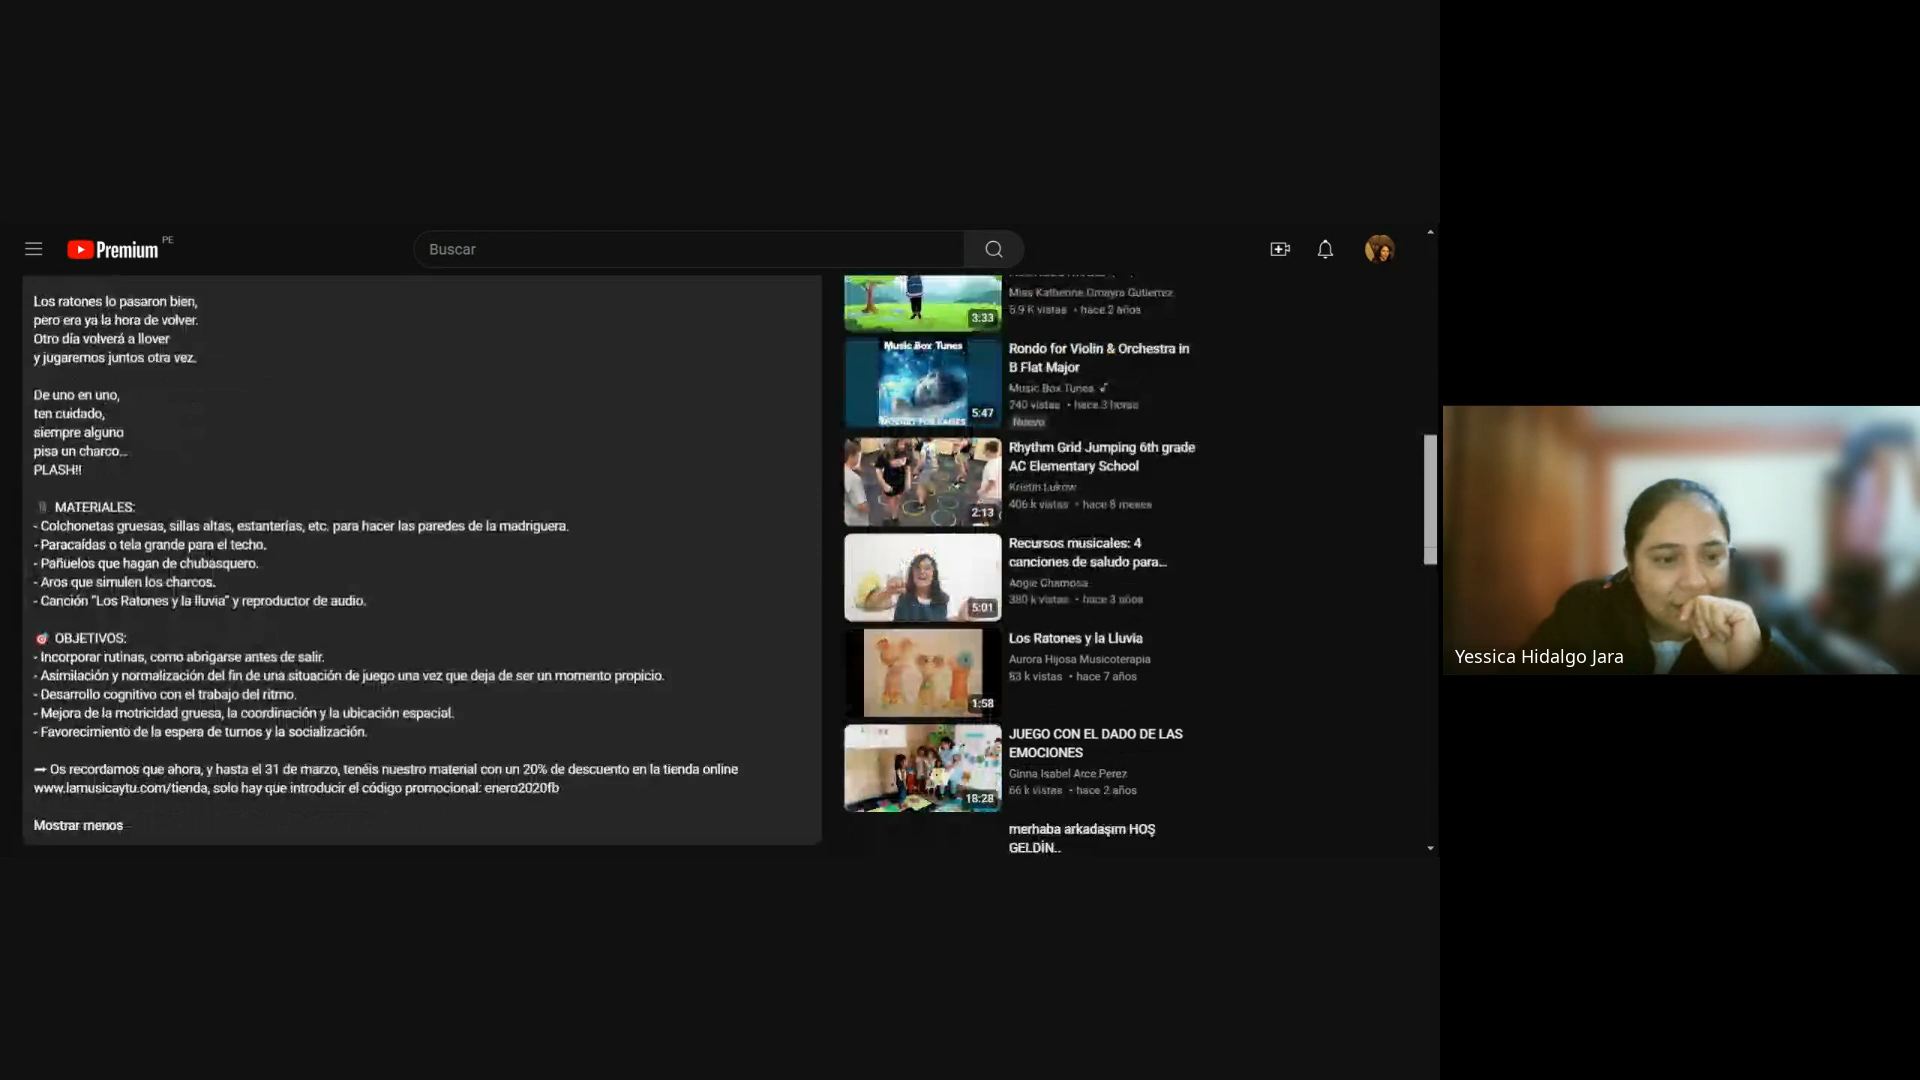 Premium PE
Buscar
Los ratones lo pasaron bien,
pero era ya la hora de volver.
Otro día volverá a llover
y jugaremos juntos otra vez.
De uno en uno,
ten cuidado,
siempre alguno
pisa un charco...
PLASH!!
MATERIALES:
- Colchonetas gruesas, sillas altas, estanterías, etc. para hacer las paredes de la madriguera.
- Paracaídas o tela grande para el techo.
- Pañuelos que hagan de chubasquero.
- Aros que simulen los charcos.
- Canción "Los Ratones y la lluvia" y reproductor de audio.
OBJETIVOS:
- Incorporar rutinas, como abrigarse antes de salir.
- Asimilación y normalización del fin de una situación de juego una vez que deja de ser un momento propicio.
- Desarrollo cognitivo con el trabajo del ritmo.
- Mejora de la motricidad gruesa, la coordinación y la ubicación espacial.
- Favorecimiento de la espera de turnos y la socialización.
— Os recordamos que ahora, y hasta el 31 de marzo, tenéis nuestro material con un 20% de descuento en la tienda online
www.lamusicaytu.com/tienda, solo hay que introducir el código promocional: enero2020fb
Mostrar menos
3:33
Miss Katherine Omayra Gutierrez
5.9 K vistas • hace 2 años
Music Box Tunes
5:47
Rondo for Violin & Orchestra in
B Flat Major
Music Box Tunes
240 vistas • hace 3 horas
Nuevo
2:13
Rhythm Grid Jumping 6th grade
AC Elementary School
Kristin Lukow
406 k vistas • hace 8 meses
5:01
Recursos musicales: 4
canciones de saludo para...
Angie Chamosa
380 k vistas • hace 3 años
1:58
Los Ratones y la Lluvia
Aurora Hijosa Musicoterapia
83 k vistas • hace 7 años
18:28
JUEGO CON EL DADO DE LAS
EMOCIONES
Ginna Isabel Arce Perez
66 k vistas • hace 2 años
merhaba arkadaşım HOŞ
GELDİN..
Yessica Hidalgo Jara